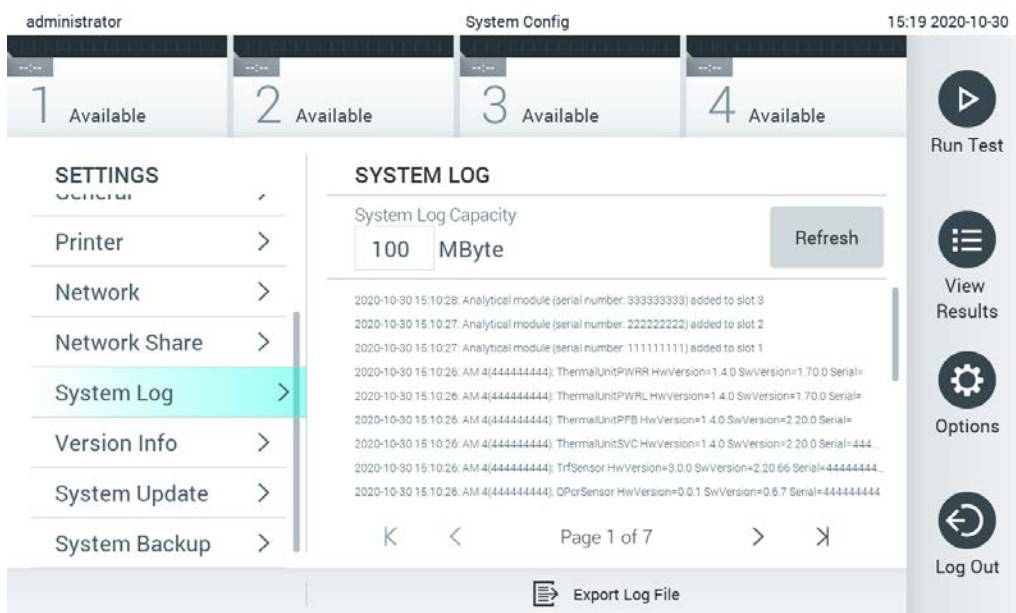 administrator
System Config
15:19 2020-10-30
--:--
--:--
--:--
--:--
1 Available
2 Available
3 Available
4 Available
Run Test
View
Results
Options
Log Out
SETTINGS
General
Printer
Network
Network Share
System Log
Version Info
System Update
System Backup
SYSTEM LOG
System Log Capacity
100 MByte
Refresh
2020-10-30 15:10:28: Analytical module (serial number: 333333333) added to slot 3
2020-10-30 15:10:27: Analytical module (serial number: 222222222) added to slot 2
2020-10-30 15:10:27: Analytical module (serial number: 111111111) added to slot 1
2020-10-30 15:10:26: AM 4(444444444): ThermalUnitPWRR HwVersion=1.4.0 SwVersion=1.70.0 Serial=
2020-10-30 15:10:26: AM 4(444444444): ThermalUnitPWRL HwVersion=1.4.0 SwVersion=1.70.0 Serial=
2020-10-30 15:10:26: AM 4(444444444): ThermalUnitPFB HwVersion=1.4.0 SwVersion=2.20.0 Serial=
2020-10-30 15:10:26: AM 4(444444444): ThermalUnitSVC HwVersion=1.4.0 SwVersion=2.20.0 Serial=444...
2020-10-30 15:10:26: AM 4(444444444): TrfSensor HwVersion=3.0.0 SwVersion=2.20.66 Serial=44444444...
2020-10-30 15:10:26: AM 4(444444444): QPcrSensor HwVersion=0.0.1 SwVersion=0.6.7 Serial=444444444
Page 1 of 7
Export Log File